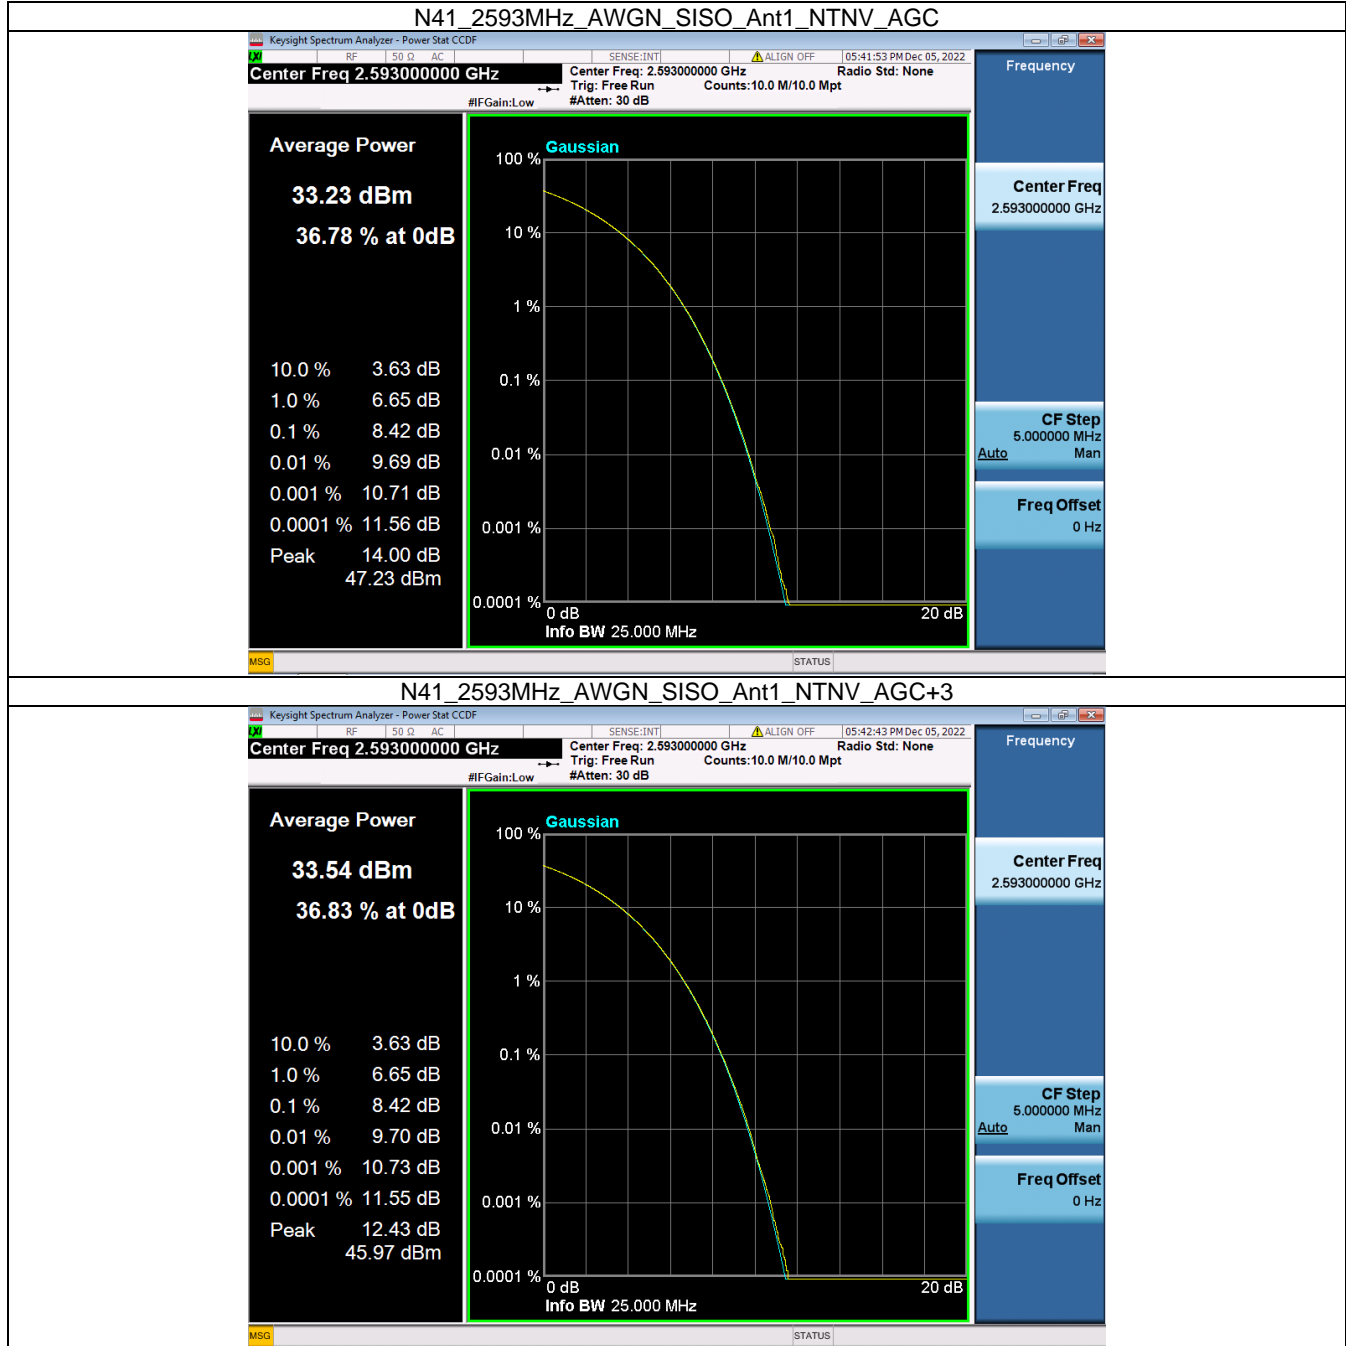 N41_2593MHz_AWGN_SISO_Ant1_NTNV_AGC
Keysight Spectrum Analyzer - Power Stat CCDF
LXI RF 50 Ω AC SENSE:INT ALIGN OFF 05:41:53 PM Dec 05, 2022
Center Freq 2.593000000 GHz
Center Freq: 2.593000000 GHz Radio Std: None
Trig: Free Run Counts:10.0 M/10.0 Mpt
#IFGain:Low #Atten: 30 dB
Frequency
Average Power
33.23 dBm
36.78 % at 0dB
10.0 % 3.63 dB
1.0 % 6.65 dB
0.1 % 8.42 dB
0.01 % 9.69 dB
0.001 % 10.71 dB
0.0001 % 11.56 dB
Peak 14.00 dB
47.23 dBm
Gaussian
100 %
10 %
1 %
0.1 %
0.01 %
0.001 %
0.0001 %
0 dB 20 dB
Info BW 25.000 MHz
Center Freq
2.593000000 GHz
CF Step
5.000000 MHz
Auto Man
Freq Offset
0 Hz
MSG STATUS
N41_2593MHz_AWGN_SISO_Ant1_NTNV_AGC+3
Keysight Spectrum Analyzer - Power Stat CCDF
LXI RF 50 Ω AC SENSE:INT ALIGN OFF 05:42:43 PM Dec 05, 2022
Center Freq 2.593000000 GHz
Center Freq: 2.593000000 GHz Radio Std: None
Trig: Free Run Counts:10.0 M/10.0 Mpt
#IFGain:Low #Atten: 30 dB
Frequency
Average Power
33.54 dBm
36.83 % at 0dB
10.0 % 3.63 dB
1.0 % 6.65 dB
0.1 % 8.42 dB
0.01 % 9.70 dB
0.001 % 10.73 dB
0.0001 % 11.55 dB
Peak 12.43 dB
45.97 dBm
Gaussian
100 %
10 %
1 %
0.1 %
0.01 %
0.001 %
0.0001 %
0 dB 20 dB
Info BW 25.000 MHz
Center Freq
2.593000000 GHz
CF Step
5.000000 MHz
Auto Man
Freq Offset
0 Hz
MSG STATUS